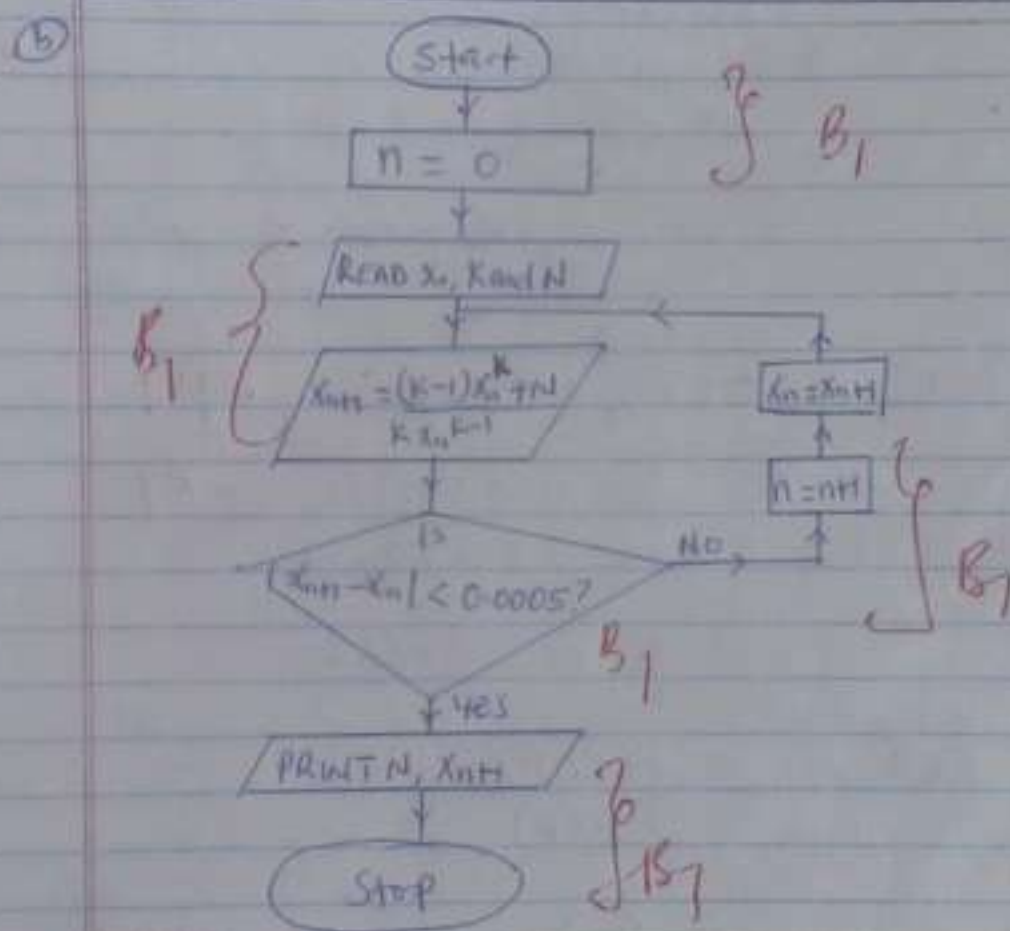 (b)
Start
n = 0
B1
READ x₀, K and N
B1
xn+1 = (K-1)xn^K + N
K xn^K-1
xn = xn+1
n = n+1
B1
Is
|xn+1 - xn| < 0.0005?
NO
B1
YES
PRINT N, xn+1
B1
Stop